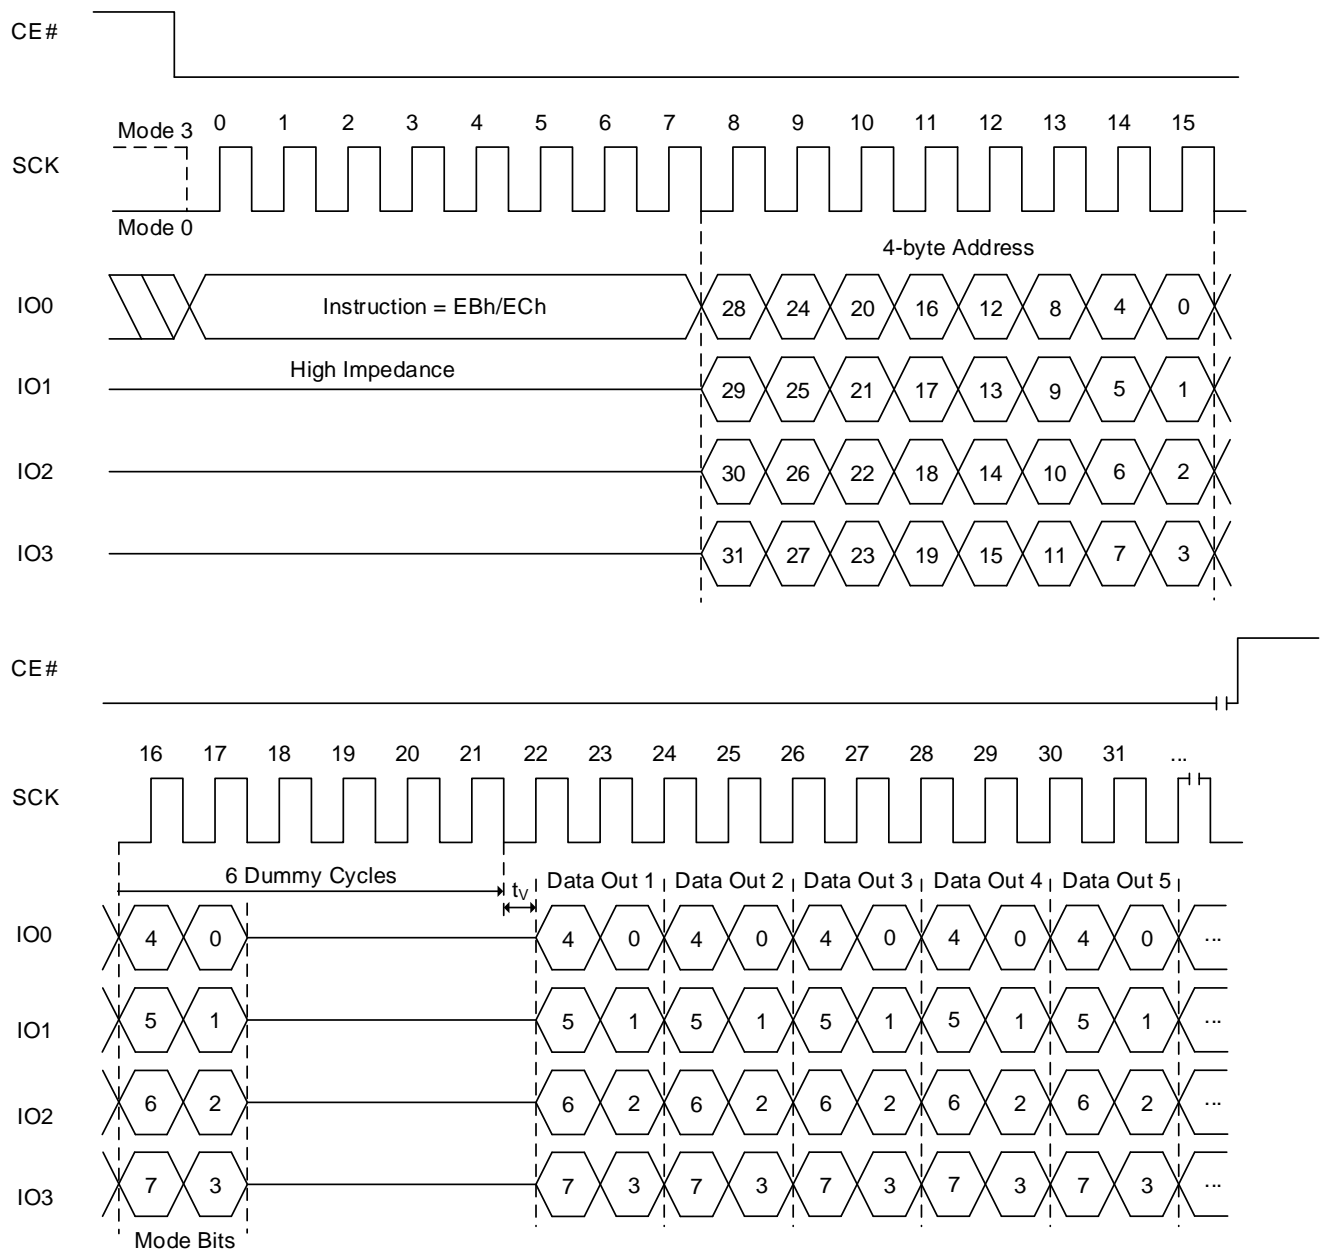 CE#
Mode 3 0 1 2 3 4 5 6 7 8 9 10 11 12 13 14 15
SCK
Mode 0
4-byte Address
IO0 Instruction = EBh/ECh 28 24 20 16 12 8 4 0
High Impedance
IO1 29 25 21 17 13 9 5 1
IO2 30 26 22 18 14 10 6 2
IO3 31 27 23 19 15 11 7 3
CE#
16 17 18 19 20 21 22 23 24 25 26 27 28 29 30 31 ...
SCK
6 Dummy Cycles tV Data Out 1 Data Out 2 Data Out 3 Data Out 4 Data Out 5
IO0 4 0 4 0 4 0 4 0 4 0 4 0 ...
IO1 5 1 5 1 5 1 5 1 5 1 5 1 ...
IO2 6 2 6 2 6 2 6 2 6 2 6 2 ...
IO3 7 3 7 3 7 3 7 3 7 3 7 3 ...
Mode Bits